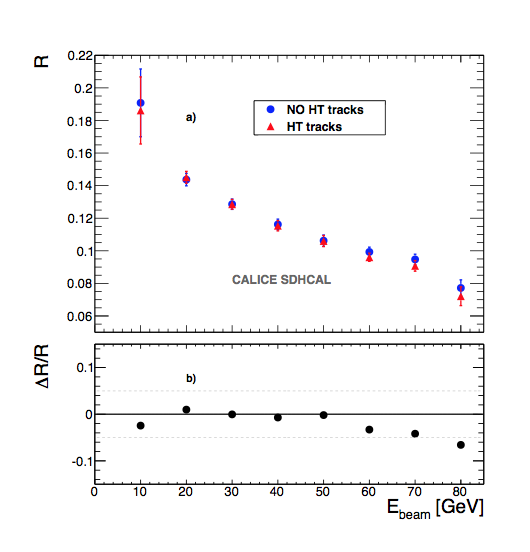 R
0.22
0.2
0.18
0.16
0.14
0.12
0.1
0.08
0.06
a)
NO HT tracks
HT tracks
CALICE SDHCAL
ΔR/R
0.1
0
-0.1
b)
0 10 20 30 40 50 60 70 80
E_beam [GeV]